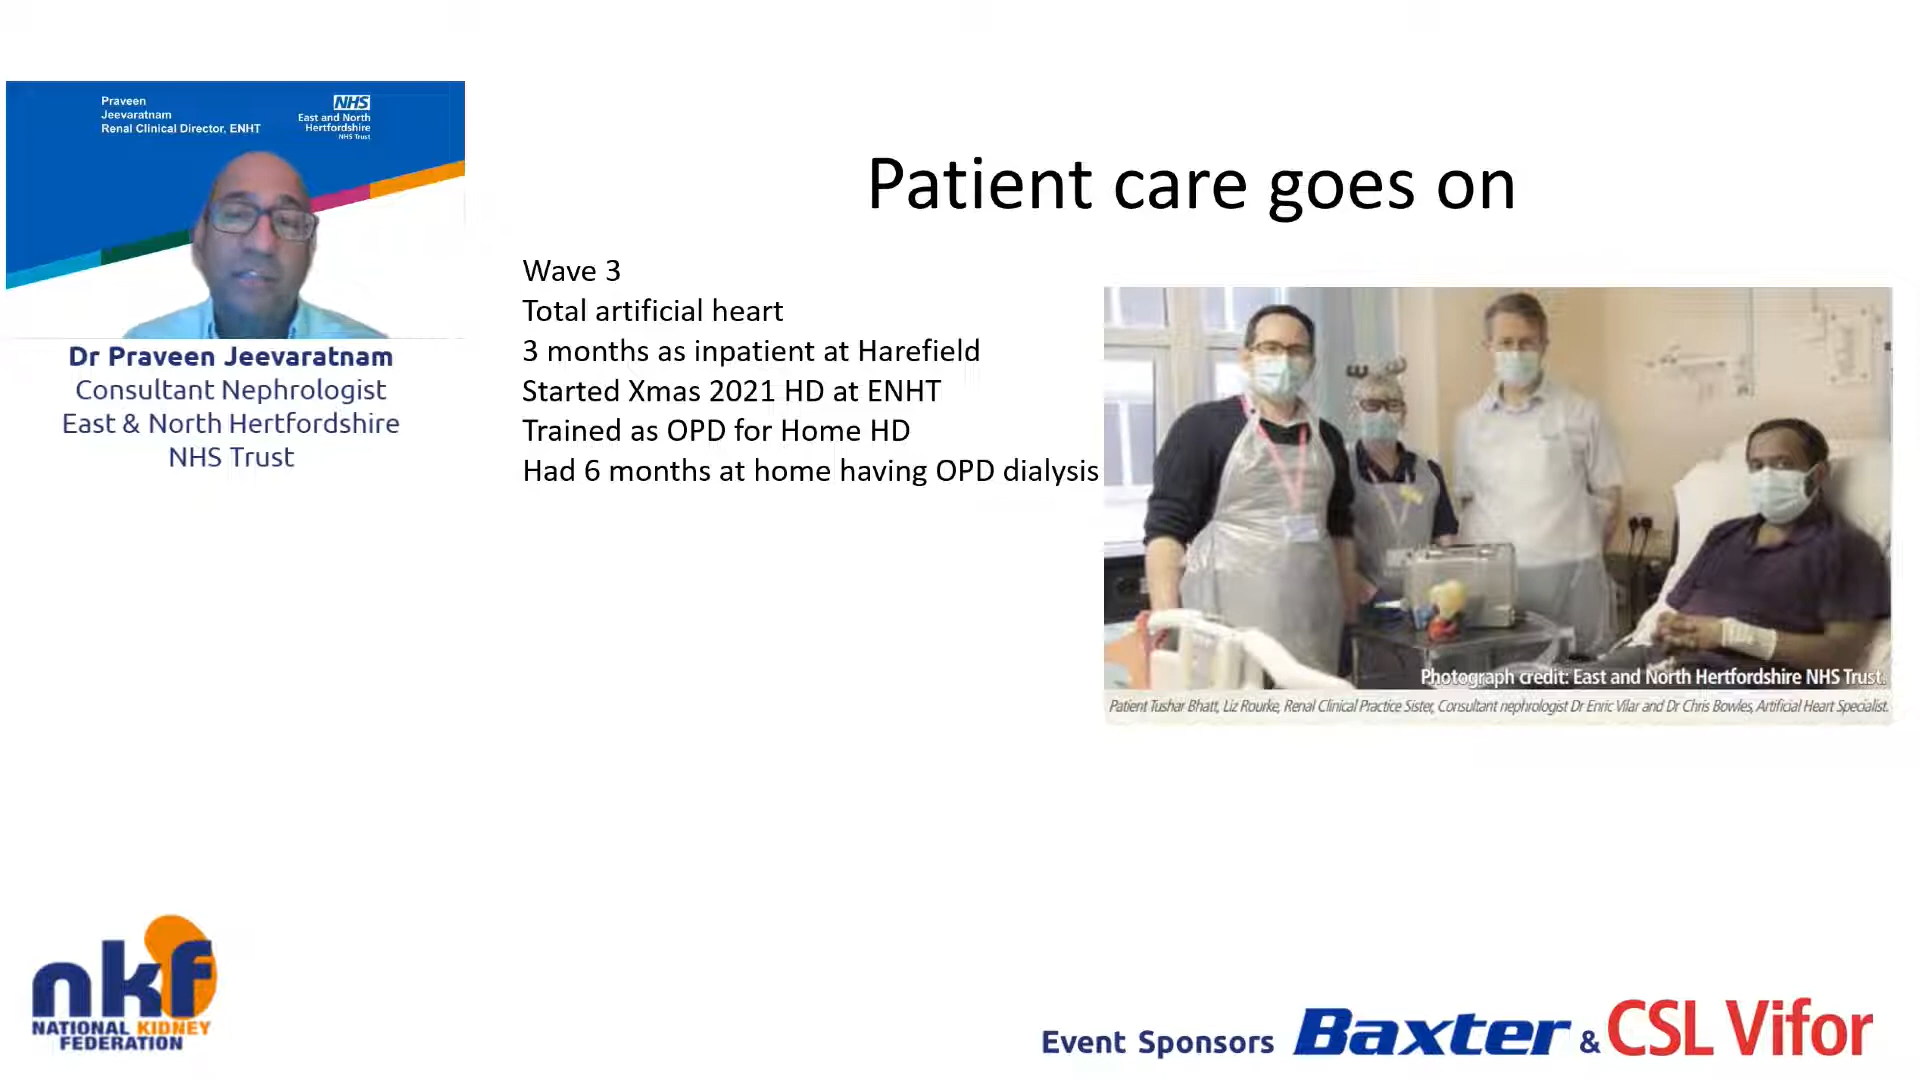 Praveen
Jeevaratnam
Renal Clinical Director, ENHT
NHS
East and North
Hertfordshire
NHS Trust
Dr Praveen Jeevaratnam
Consultant Nephrologist
East & North Hertfordshire
NHS Trust
Patient care goes on
Wave 3
Total artificial heart
3 months as inpatient at Harefield
Started Xmas 2021 HD at ENHT
Trained as OPD for Home HD
Had 6 months at home having OPD dialysis
Photograph credit: East and North Hertfordshire NHS Trust.
Patient Tushar Bhatt, Liz Rourke, Renal Clinical Practice Sister, Consultant nephrologist Dr Enric Vilar and Dr Chris Bowles, Artificial Heart Specialist.
nkf
NATIONAL KIDNEY
FEDERATION
Event Sponsors Baxter & CSL Vifor